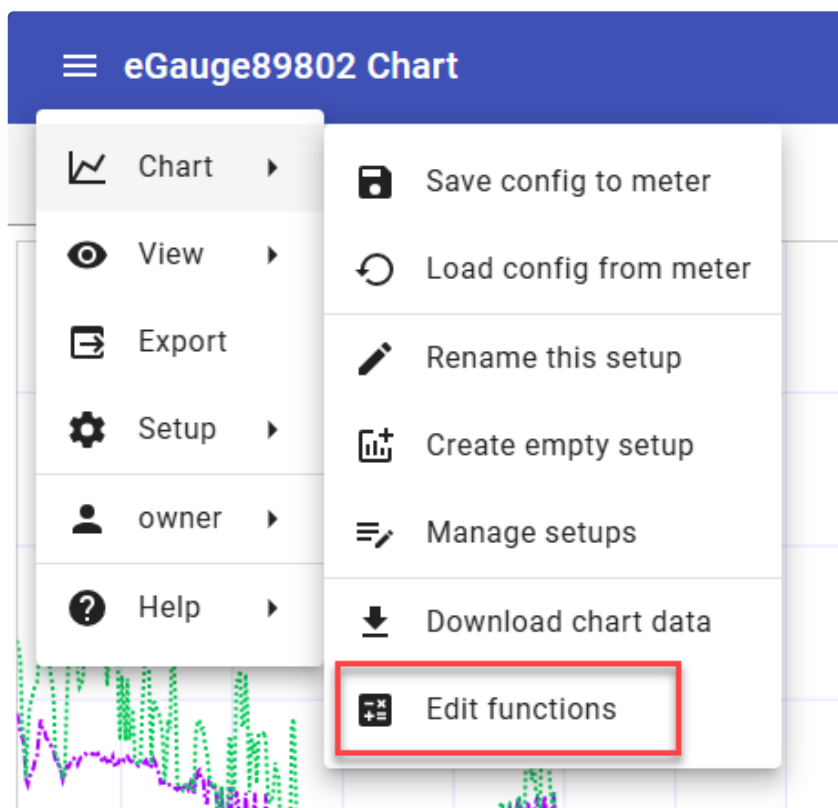 eGauge89802 Chart
Chart
View
Export
Setup
owner
Help
Save config to meter
Load config from meter
Rename this setup
Create empty setup
Manage setups
Download chart data
Edit functions